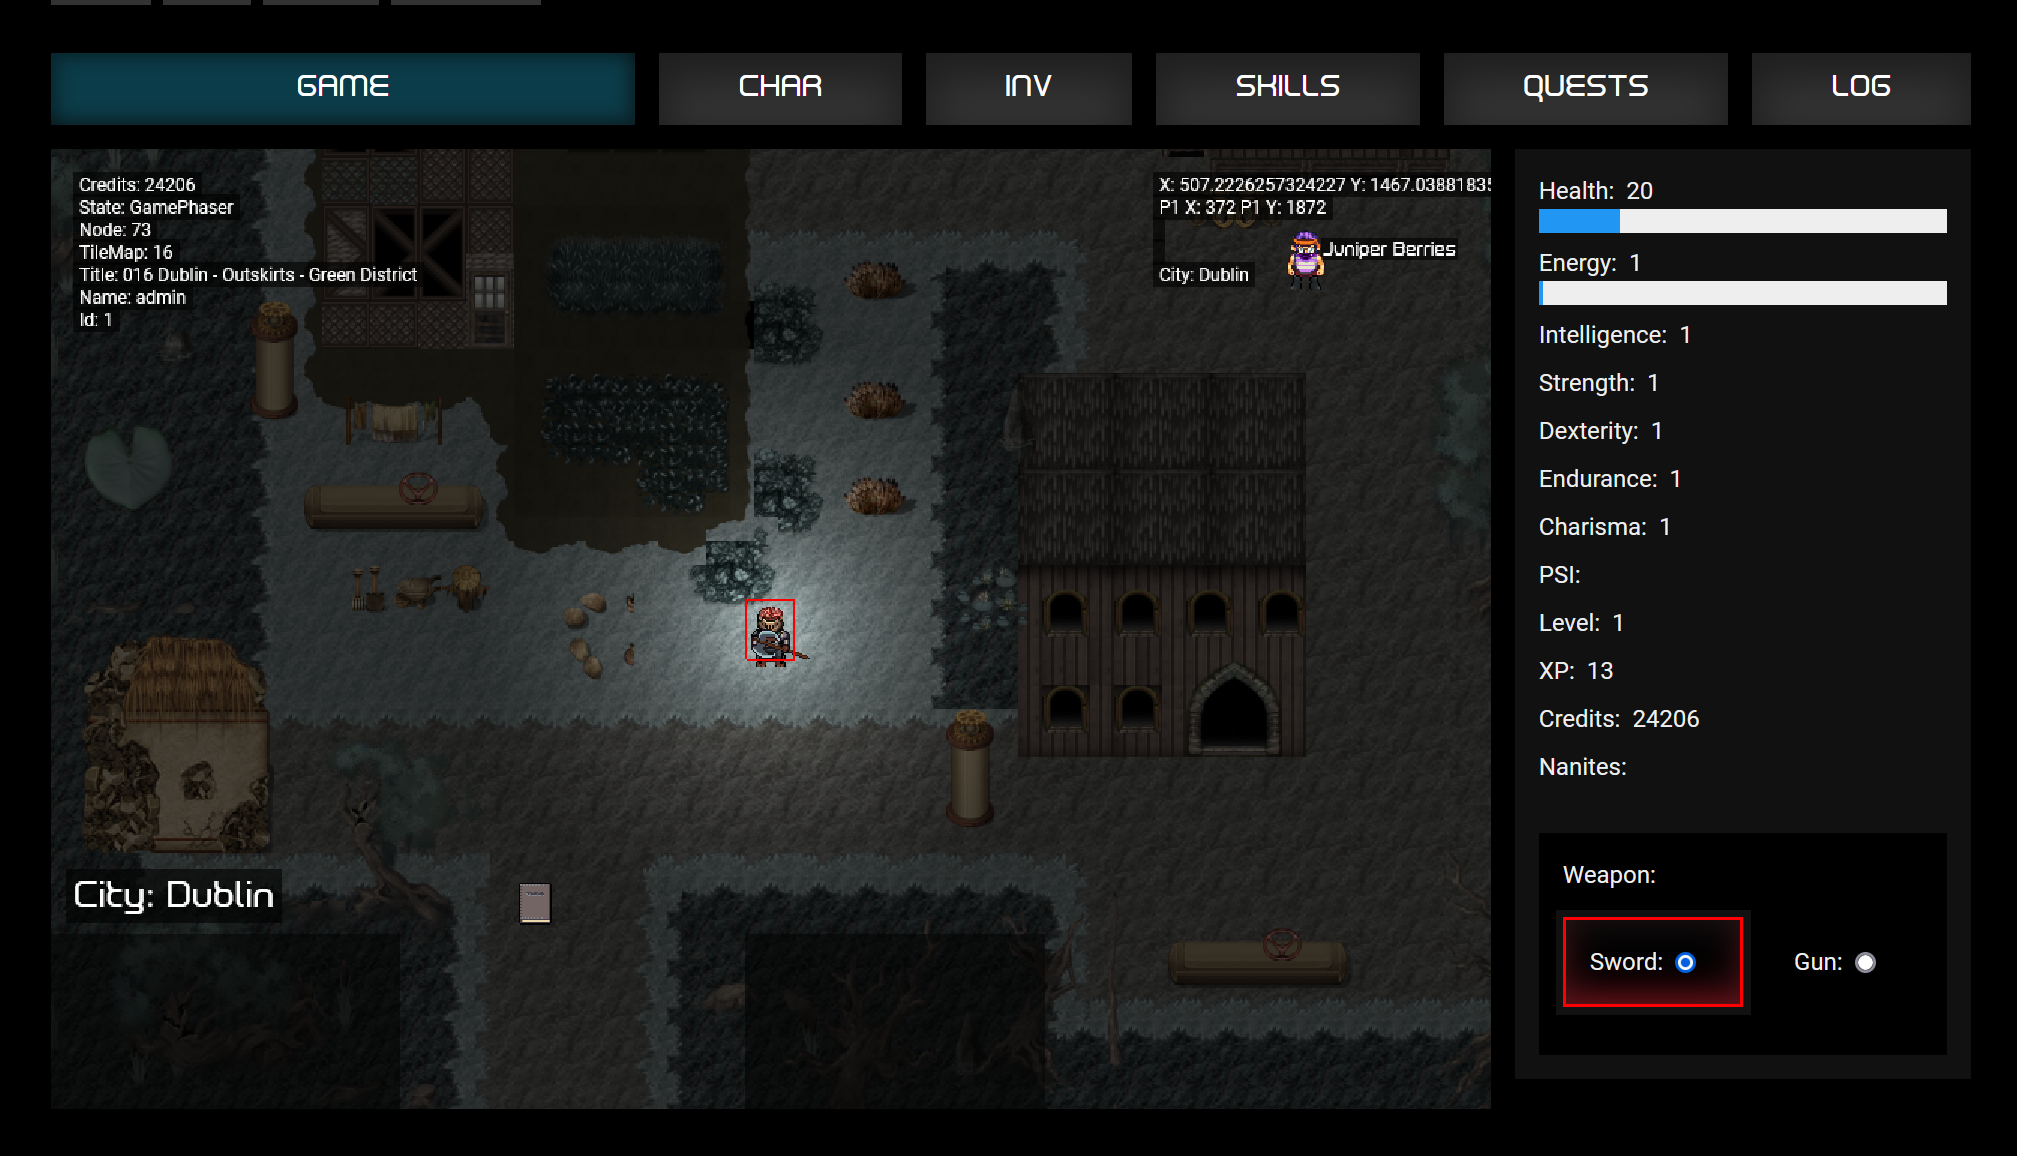 GAME
CHAR
INV
SKILLS
QUESTS
LOG
Credits: 24206
State: GamePhaser
Node: 73
TileMap: 16
Title: 016 Dublin - Outskirts - Green District
Name: admin
Id: 1
X: 507.2226257324227 Y: 1467.03881835
P1 X: 372 P1 Y: 1872
City: Dublin
Juniper Berries
City: Dublin
Health: 20
Energy: 1
Intelligence: 1
Strength: 1
Dexterity: 1
Endurance: 1
Charisma: 1
PSI:
Level: 1
XP: 13
Credits: 24206
Nanites:
Weapon:
Sword:
Gun: